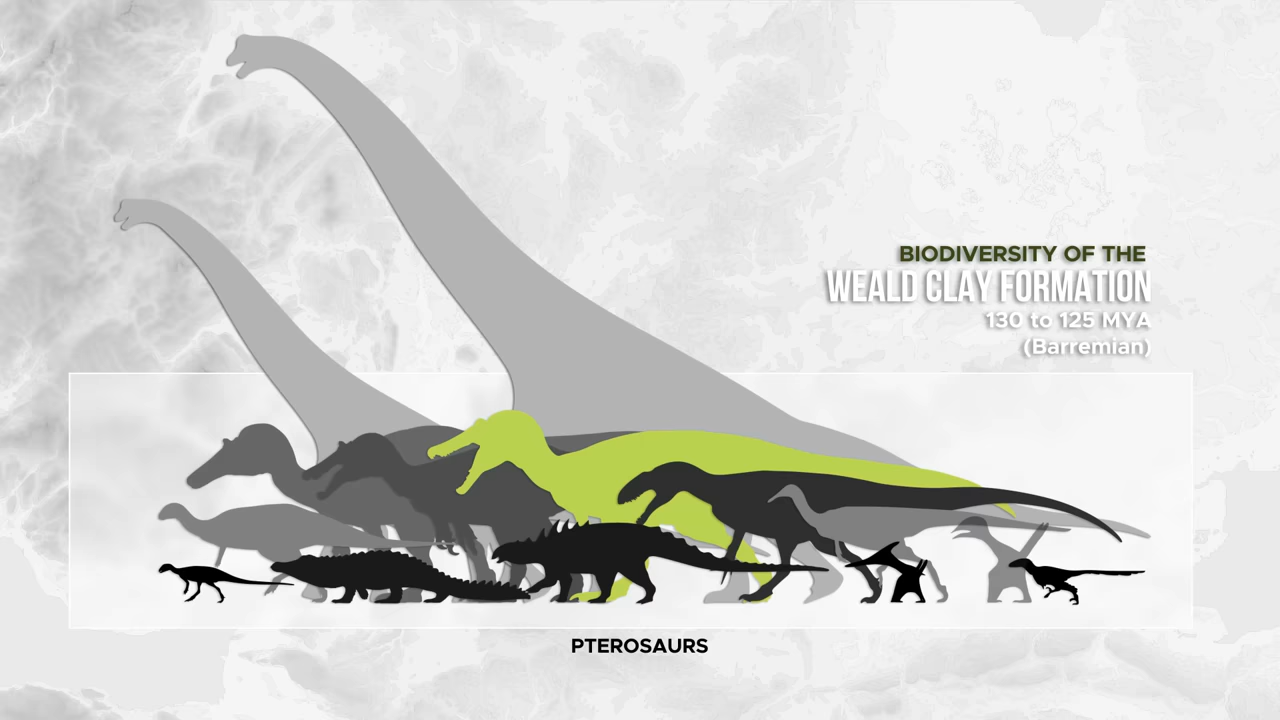 BIODIVERSITY OF THE
WEALD CLAY FORMATION
130 to 125 MYA
(Barremian)
PTEROSAURS